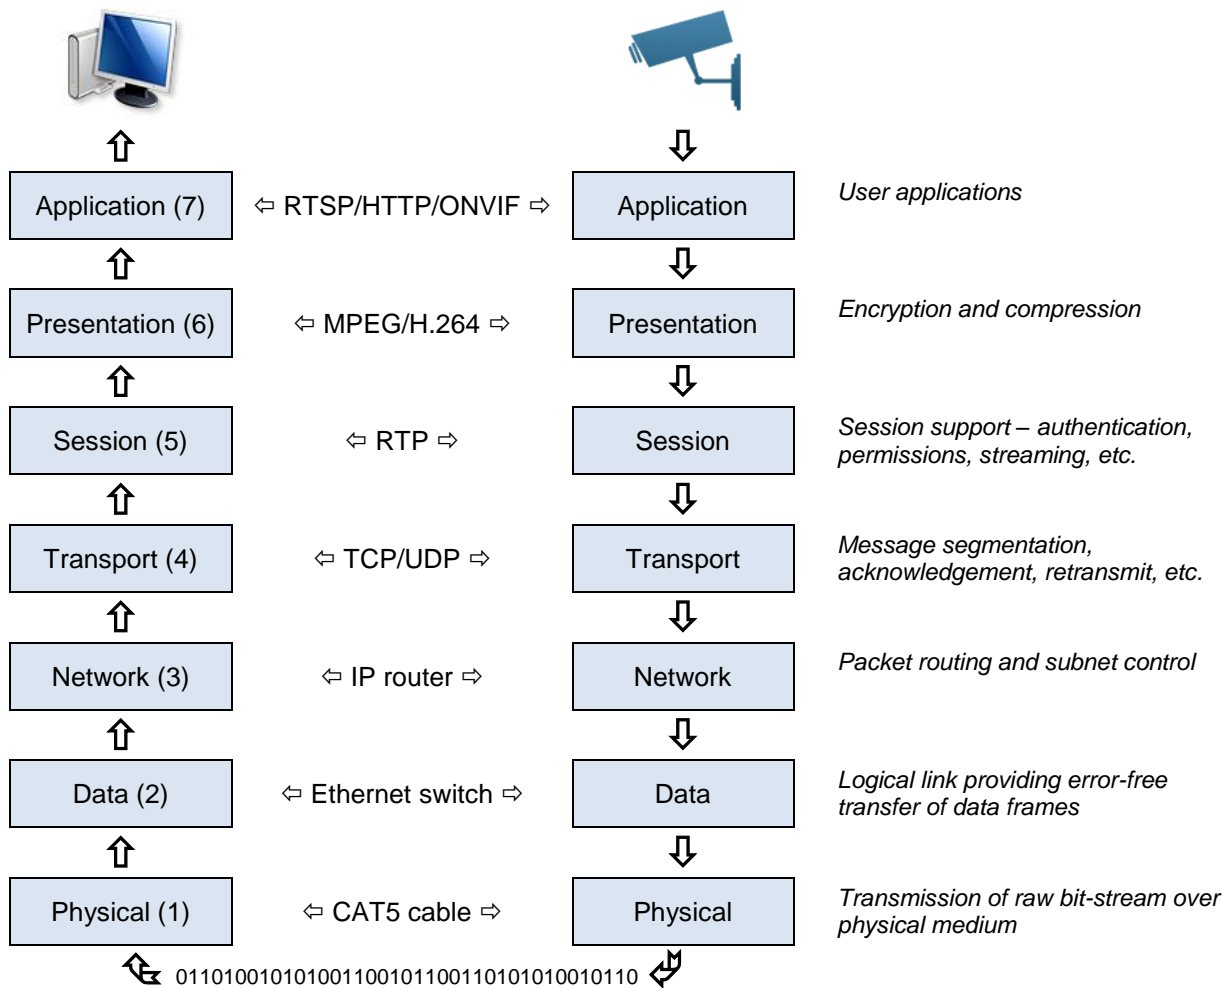 Application (7)
⇦ RTSP/HTTP/ONVIF ⇨
Application
User applications
Presentation (6)
⇦ MPEG/H.264 ⇨
Presentation
Encryption and compression
Session (5)
⇦ RTP ⇨
Session
Session support – authentication,
permissions, streaming, etc.
Transport (4)
⇦ TCP/UDP ⇨
Transport
Message segmentation,
acknowledgement, retransmit, etc.
Network (3)
⇦ IP router ⇨
Network
Packet routing and subnet control
Data (2)
⇦ Ethernet switch ⇨
Data
Logical link providing error-free
transfer of data frames
Physical (1)
⇦ CAT5 cable ⇨
Physical
Transmission of raw bit-stream over
physical medium
011010010101001100101100110101010010110